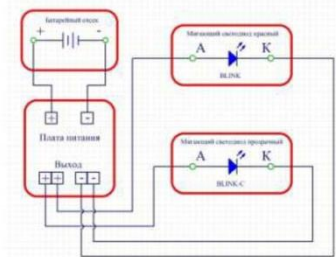 Батарейный отсек
+ -
+ -
Плата питания
Выход
+ + - -
Мигающий светодиод красный
А К
BLINK
Мигающий светодиод прозрачный
А К
BLINK-C